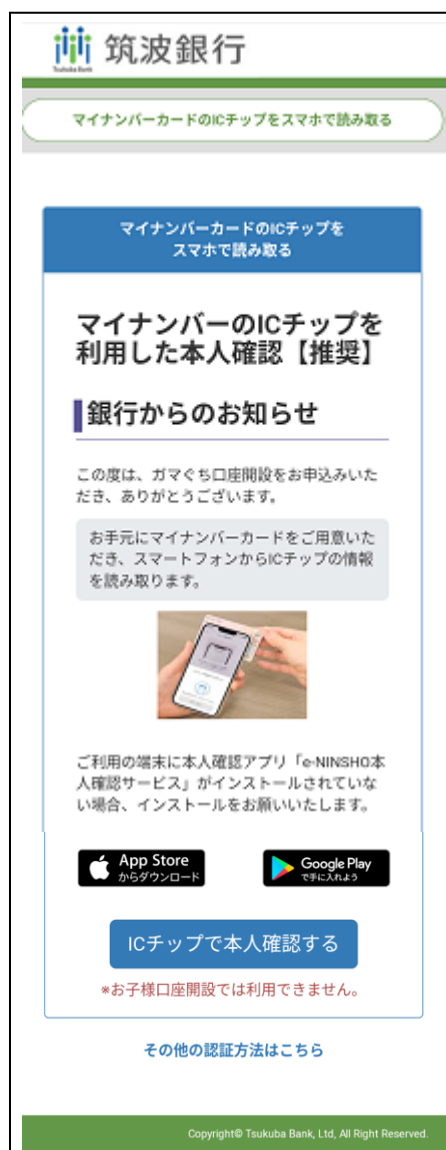 筑波銀行
Tsukuba Bank
マイナンバーカードのICチップをスマホで読み取る
マイナンバーカードのICチップを
スマホで読み取る
マイナンバーのICチップを
利用した本人確認【推奨】
銀行からのお知らせ
この度は、ガマぐち口座開設をお申込みいた
だき、ありがとうございます。
お手元にマイナンバーカードをご用意いた
だき、スマートフォンからICチップの情報
を読み取ります。
ご利用の端末に本人確認アプリ「e-NINSHO本
人確認サービス」がインストールされていな
い場合、インストールをお願いいたします。
App Store
からダウンロード
Google Play
で手に入れよう
ICチップで本人確認する
*お子様口座開設では利用できません。
その他の認証方法はこちら
Copyright© Tsukuba Bank, Ltd, All Right Reserved.